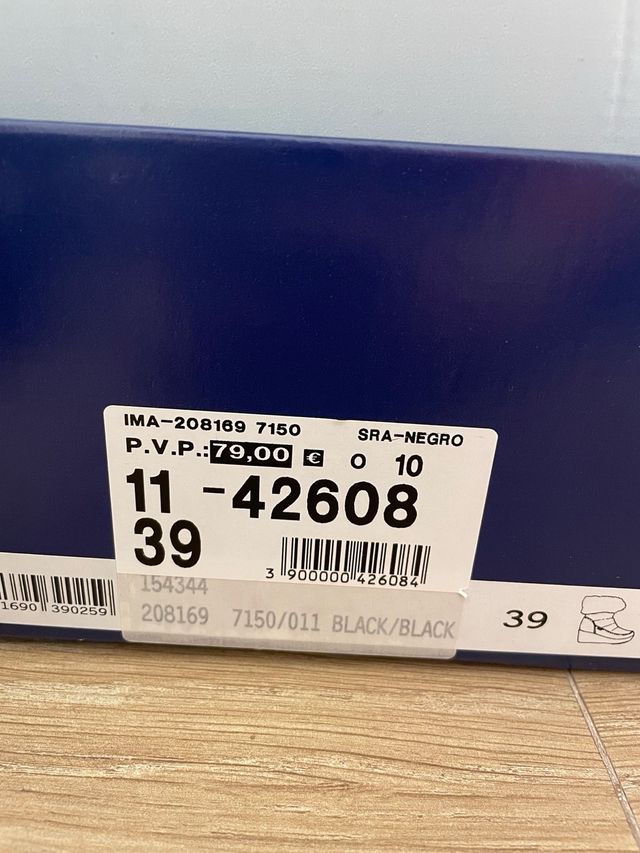 IMA-208169 7150 SRA-NEGRO
P.V.P.:79,00 € 0 10
11 -42608
39
3 900000 426084
1690 390259
154344
208169 7150/011 BLACK/BLACK
39